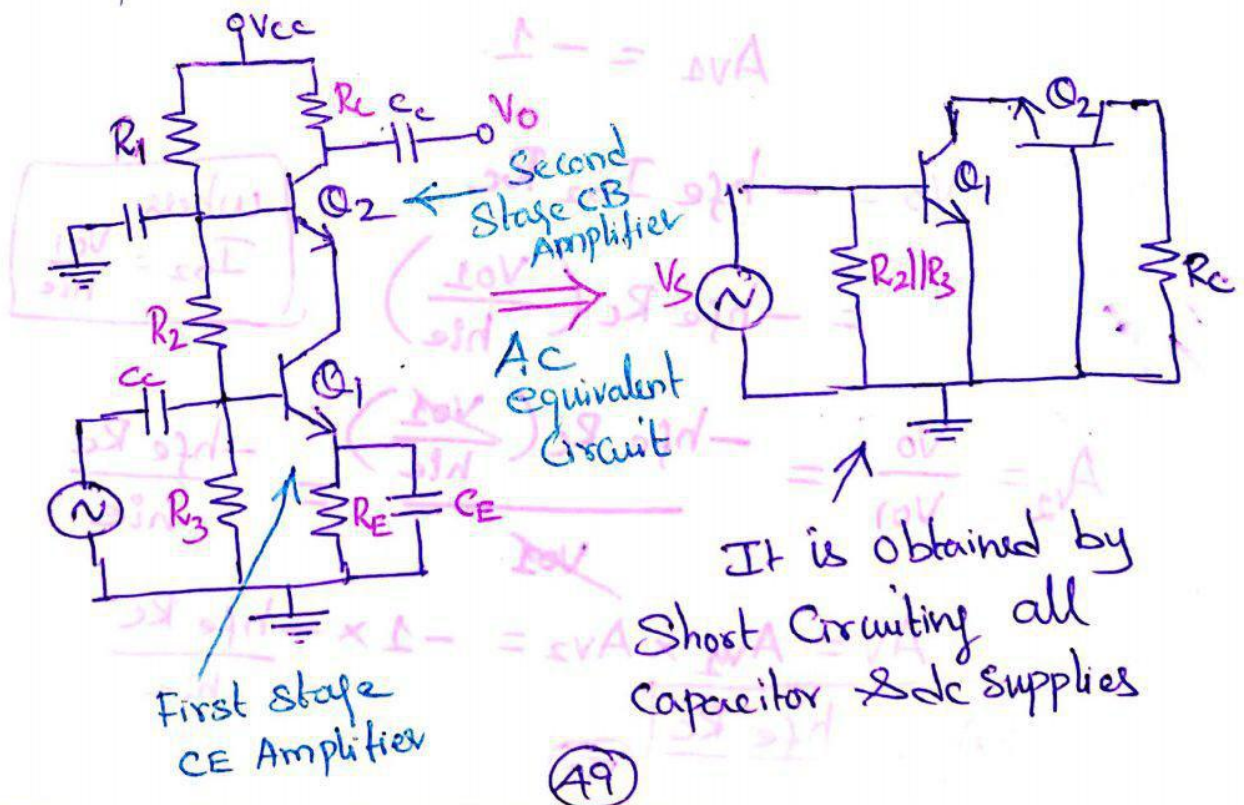 VCC
R1
RC
Cc
Vo
Q2
Second
Stage CB
Amplifier
R2
Cc
Q1
R3
RE
CE
First stage
CE Amplifier
AC
equivalent
Circuit
Vs
R2||R3
Q1
Q2
RC
It is obtained by
Short Circuiting all
Capacitor & dc supplies
49